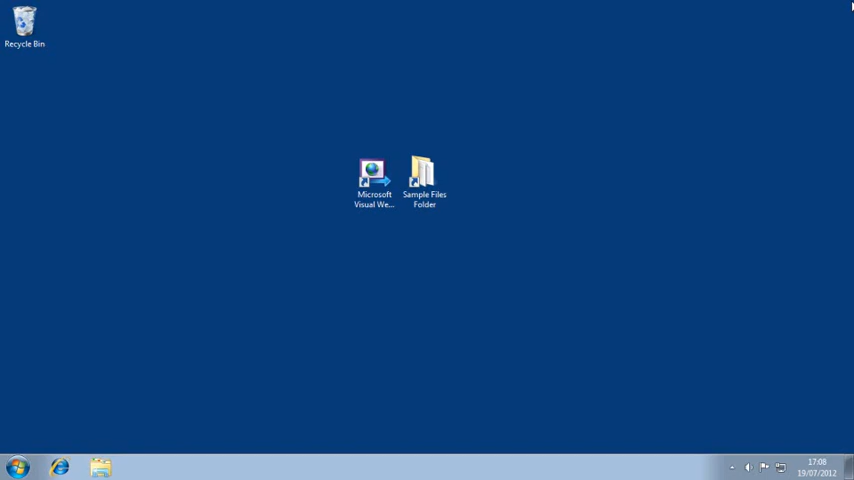 Recycle Bin
Microsoft
Visual We...
Sample Files
Folder
17:08
19/07/2012